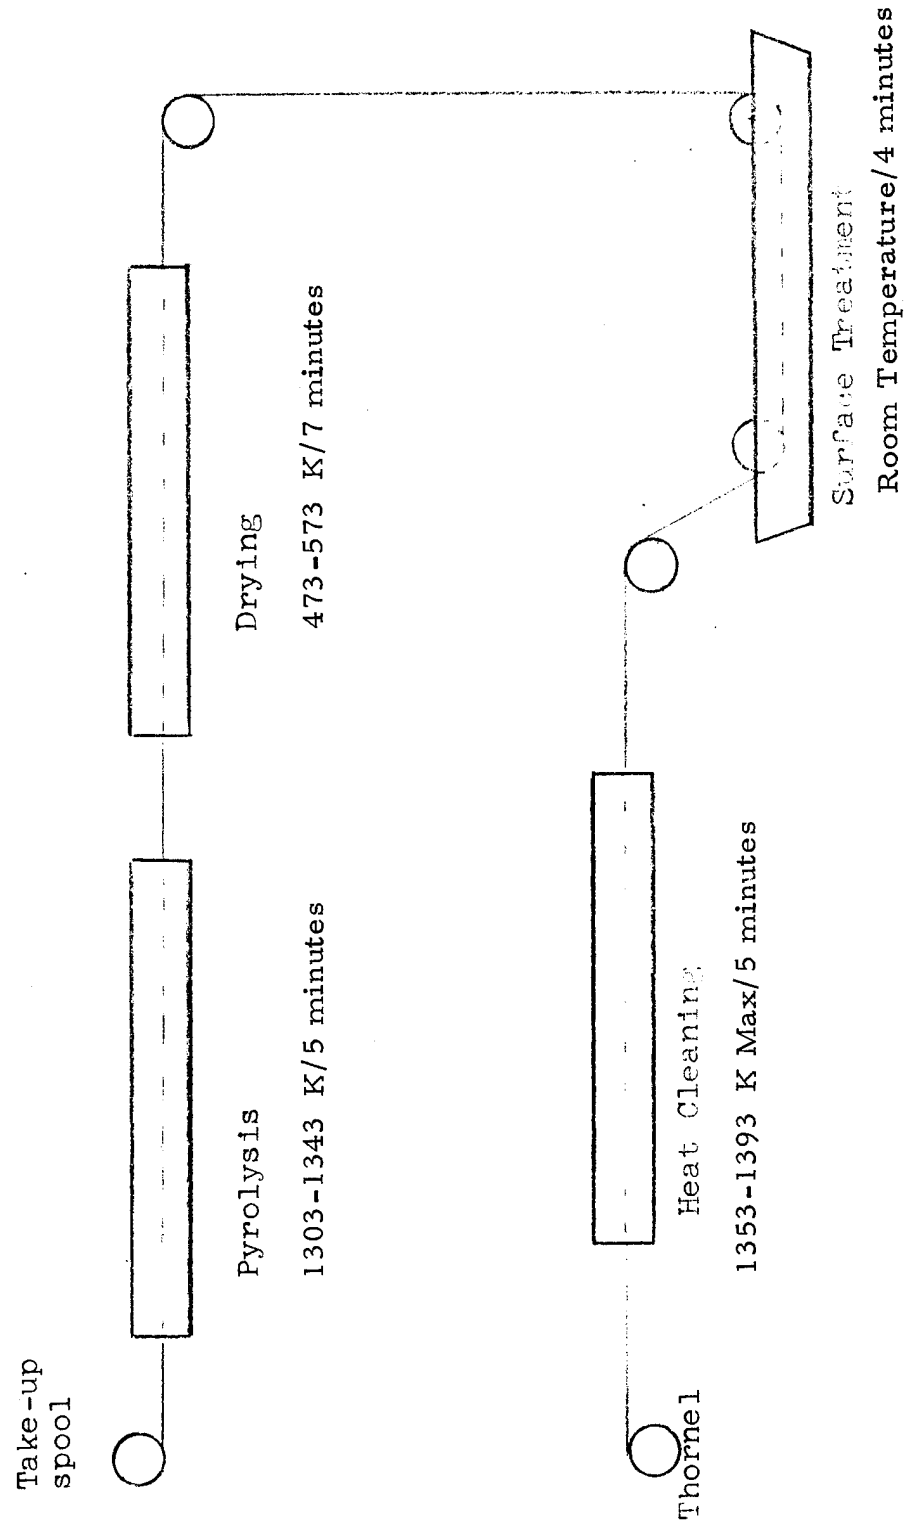 Take-up
spool
Pyrolysis
1303-1343 K/5 minutes
Drying
473-573 K/7 minutes
Thornel
Heat Cleaning
1353-1393 K Max/5 minutes
Surface Treatment
Room Temperature/4 minutes